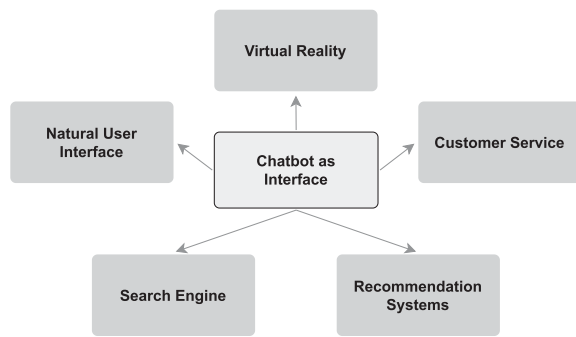 Virtual Reality
Natural User
Interface
Chatbot as
Interface
Customer Service
Search Engine
Recommendation
Systems